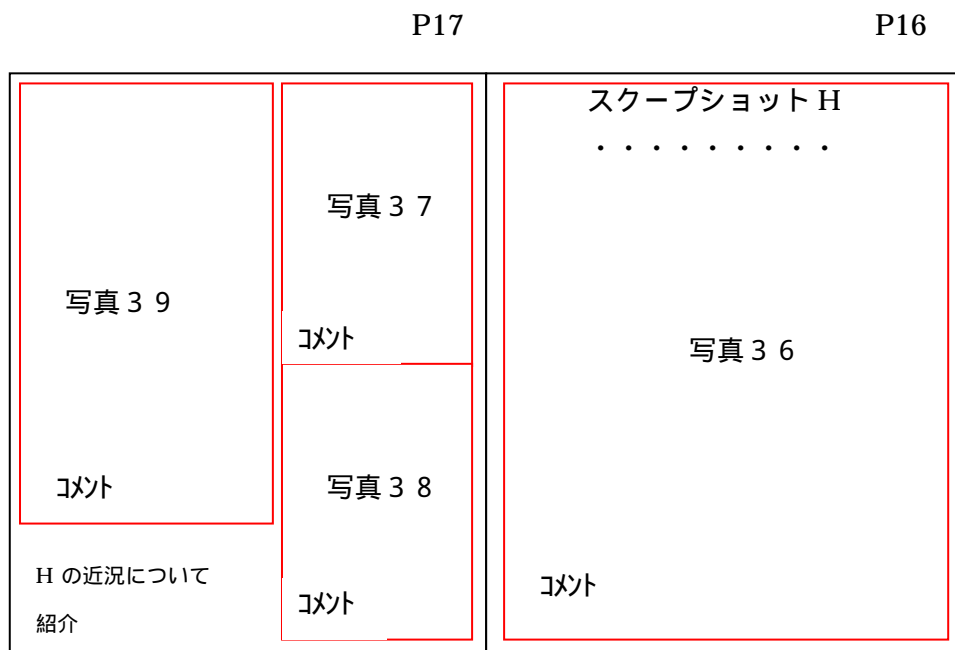 P17
P16
スクープショット H
・・・・・・・・・
写真３６
コメント
写真３７
コメント
写真３８
コメント
写真３９
コメント
H の近況について
紹介